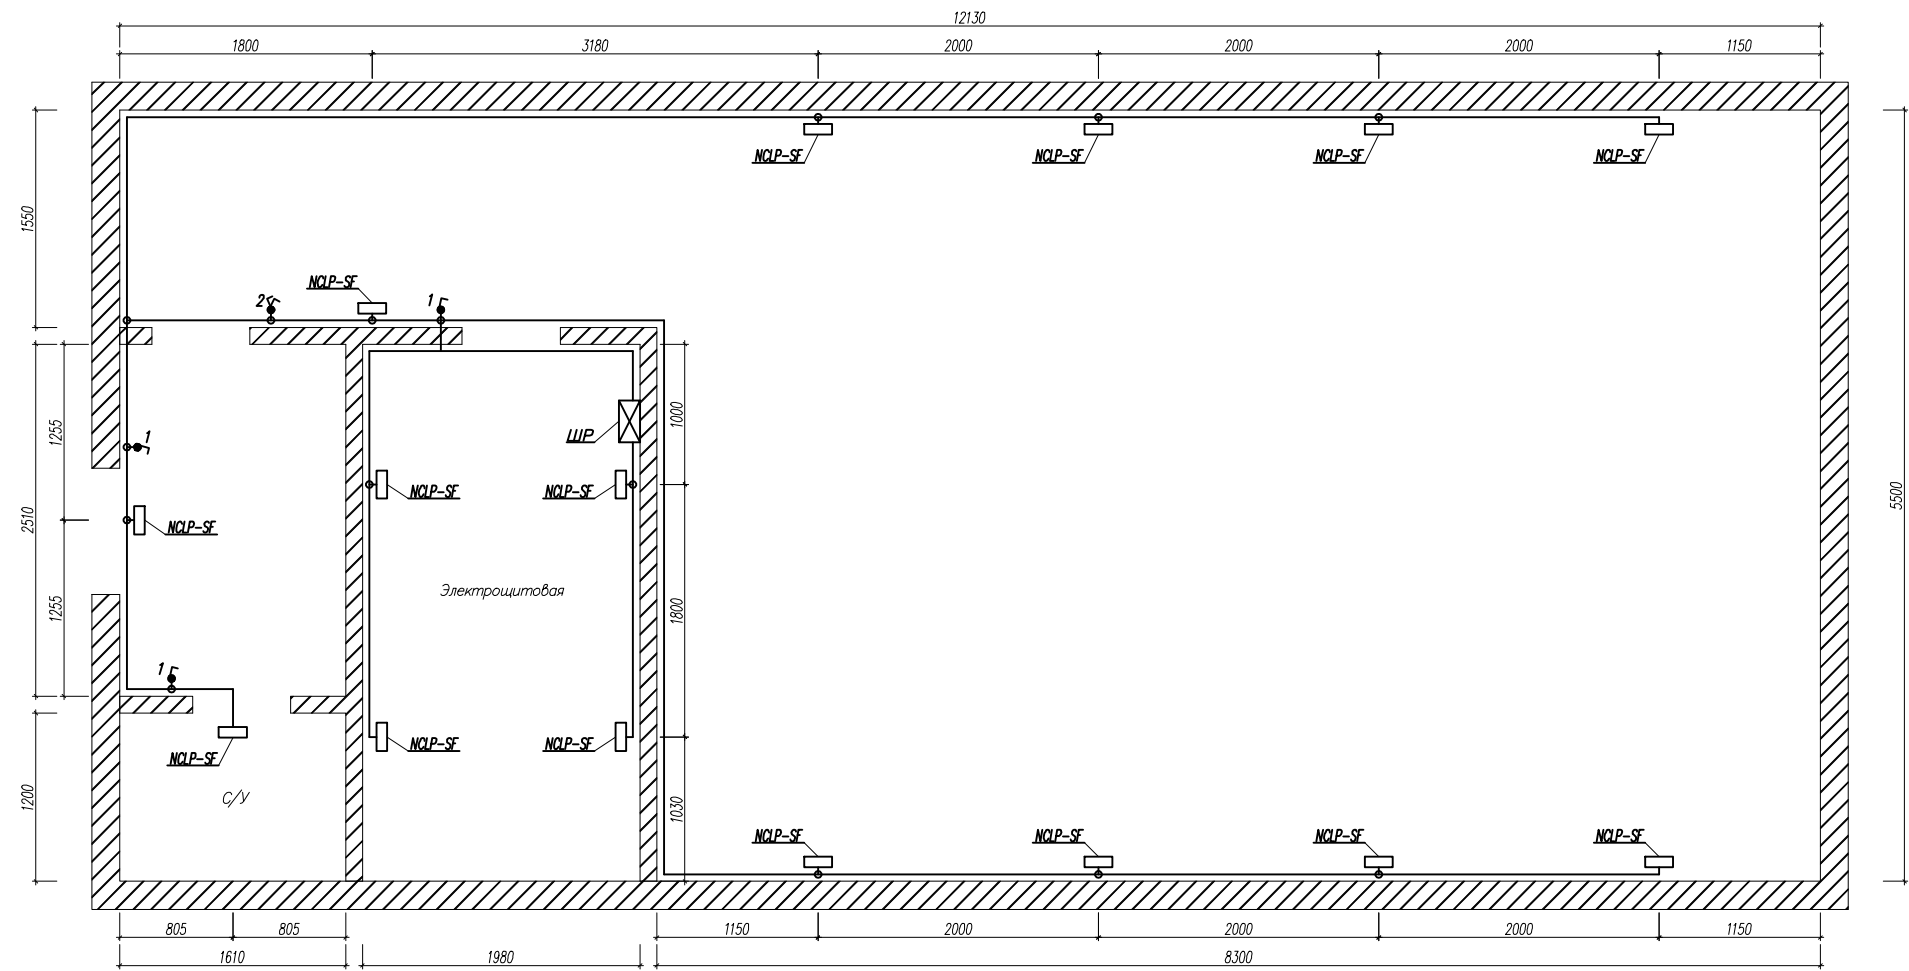 12130
1800
3180
2000
2000
2000
1150
NCLP-SF
NCLP-SF
NCLP-SF
NCLP-SF
1550
5500
NCLP-SF
2
1
1255
1
2510
1255
1000
ШР
NCLP-SF
NCLP-SF
NCLP-SF
Электрощитовая
1800
1
NCLP-SF
NCLP-SF
NCLP-SF
С/У
1200
1030
NCLP-SF
NCLP-SF
NCLP-SF
NCLP-SF
805
805
1150
2000
2000
2000
1150
1610
1980
8300